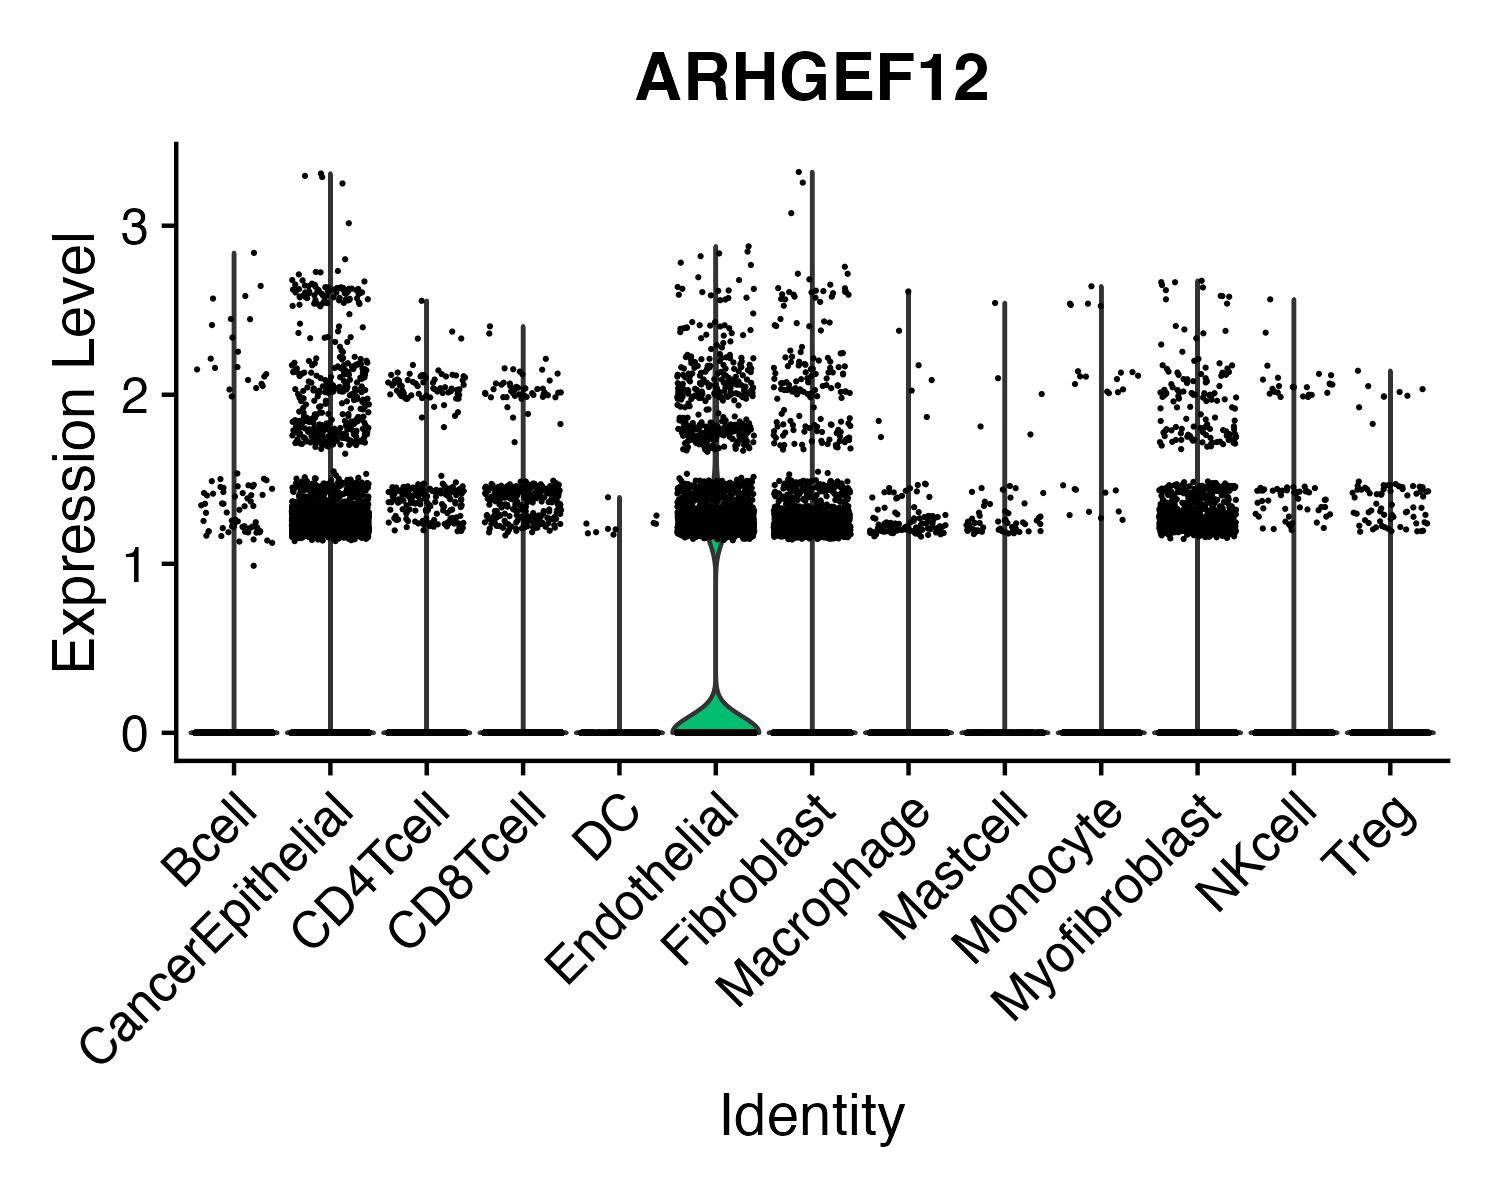 ARHGEF12
Expression Level
3
2
1
0
Bcell
CancerEpithelial
CD4Tcell
CD8Tcell
DC
Endothelial
Fibroblast
Macrophage
Mastcell
Monocyte
Myofibroblast
NKcell
Treg
Identity